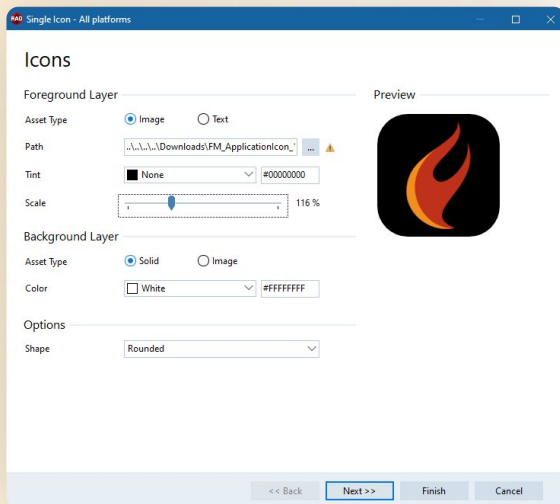 RAD Single Icon - All platforms
Icons
Foreground Layer
Asset Type Image Text
Path ..\..\..\..\Downloads\FM_ApplicationIcon_ ...
Tint None #00000000
Scale 116 %
Background Layer
Asset Type Solid Image
Color White #FFFFFFFF
Options
Shape Rounded
Preview
<< Back Next >> Finish Cancel